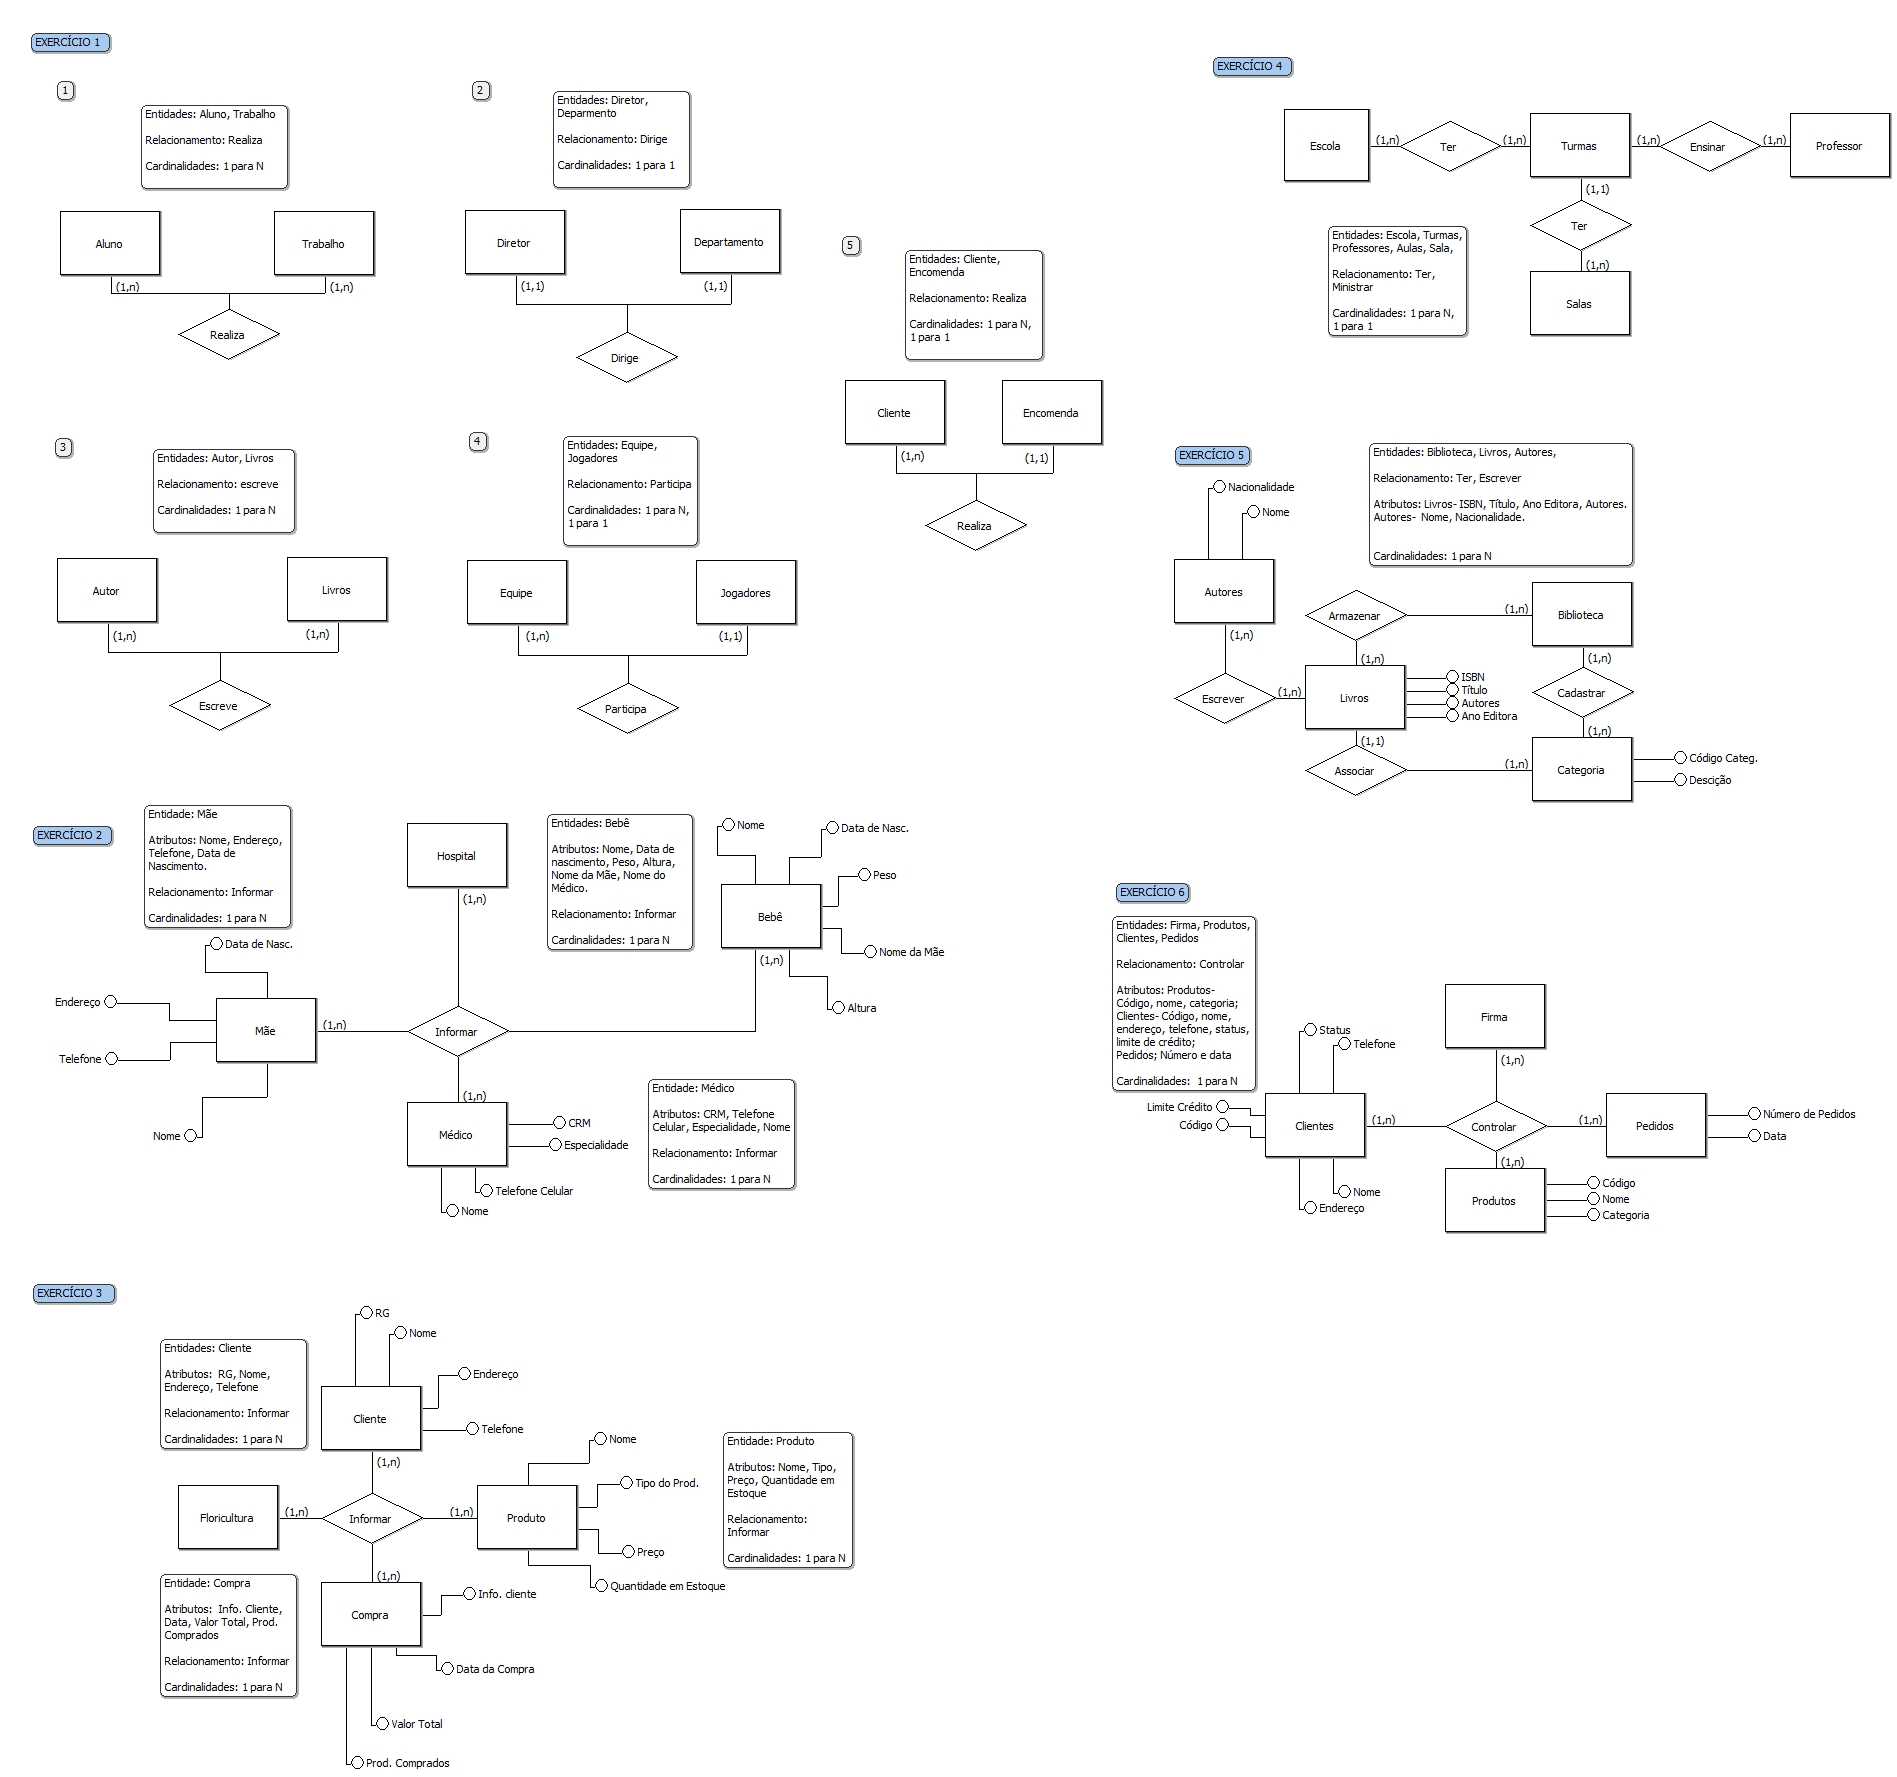 EXERCÍCIO 1
1
Entidades: Aluno, Trabalho
Relacionamento: Realiza
Cardinalidades: 1 para N
Aluno
Trabalho
(1,n)
(1,n)
Realiza
2
Entidades: Diretor,
Deparmento
Relacionamento: Dirige
Cardinalidades: 1 para 1
Diretor
Departamento
(1,1)
(1,1)
Dirige
3
Entidades: Autor, Livros
Relacionamento: escreve
Cardinalidades: 1 para N
Autor
Livros
(1,n)
(1,n)
Escreve
4
Entidades: Equipe,
Jogadores
Relacionamento: Participa
Cardinalidades: 1 para N,
1 para 1
Equipe
Jogadores
(1,n)
(1,1)
Participa
5
Entidades: Cliente,
Encomenda
Relacionamento: Realiza
Cardinalidades: 1 para N,
1 para 1
Cliente
Encomenda
(1,n)
(1,1)
Realiza
EXERCÍCIO 2
Entidade: Mãe
Atributos: Nome, Endereço,
Telefone, Data de
Nascimento.
Relacionamento: Informar
Cardinalidades: 1 para N
Hospital
(1,n)
Entidades: Bebê
Atributos: Nome, Data de
nascimento, Peso, Altura,
Nome da Mãe, Nome do
Médico.
Relacionamento: Informar
Cardinalidades: 1 para N
Nome
Data de Nasc.
Peso
Bebê
Nome da Mãe
(1,n)
Altura
Data de Nasc.
Endereço
Mãe
(1,n)
Telefone
Nome
Informar
(1,n)
Médico
CRM
Especialidade
Telefone Celular
Nome
Entidade: Médico
Atributos: CRM, Telefone
Celular, Especialidade, Nome
Relacionamento: Informar
Cardinalidades: 1 para N
EXERCÍCIO 3
Entidades: Cliente
Atributos:  RG, Nome,
Endereço, Telefone
Relacionamento: Informar
Cardinalidades: 1 para N
RG
Nome
Endereço
Cliente
Telefone
(1,n)
Floricultura
(1,n)
Informar
(1,n)
Produto
Nome
Tipo do Prod.
Preço
Quantidade em Estoque
Entidade: Produto
Atributos: Nome, Tipo,
Preço, Quantidade em
Estoque
Relacionamento:
Informar
Cardinalidades: 1 para N
Entidade: Compra
Atributos:  Info. Cliente,
Data, Valor Total, Prod.
Comprados
Relacionamento: Informar
Cardinalidades: 1 para N
(1,n)
Compra
Info. cliente
Data da Compra
Valor Total
Prod. Comprados
EXERCÍCIO 4
Escola
(1,n)
Ter
(1,n)
Turmas
(1,n)
Ensinar
(1,n)
Professor
(1,1)
Ter
(1,n)
Salas
Entidades: Escola, Turmas,
Professores, Aulas, Sala,
Relacionamento: Ter,
Ministrar
Cardinalidades: 1 para N,
1 para 1
EXERCÍCIO 5
Entidades: Biblioteca, Livros, Autores,
Relacionamento: Ter, Escrever
Atributos: Livros- ISBN, Título, Ano Editora, Autores.
Autores-  Nome, Nacionalidade.
Cardinalidades: 1 para N
Nacionalidade
Nome
Autores
(1,n)
Escrever
(1,n)
Armazenar
(1,n)
Biblioteca
(1,n)
(1,n)
Livros
ISBN
Título
Autores
Ano Editora
Cadastrar
(1,n)
(1,1)
Associar
(1,n)
Categoria
Código Categ.
Descição
EXERCÍCIO 6
Entidades: Firma, Produtos,
Clientes, Pedidos
Relacionamento: Controlar
Atributos: Produtos-
Código, nome, categoria;
Clientes- Código, nome,
endereço, telefone, status,
limite de crédito;
Pedidos; Número e data
Cardinalidades:  1 para N
Firma
(1,n)
Status
Telefone
Limite Crédito
Código
Clientes
(1,n)
Nome
Endereço
Controlar
(1,n)
Pedidos
Número de Pedidos
Data
(1,n)
Produtos
Código
Nome
Categoria